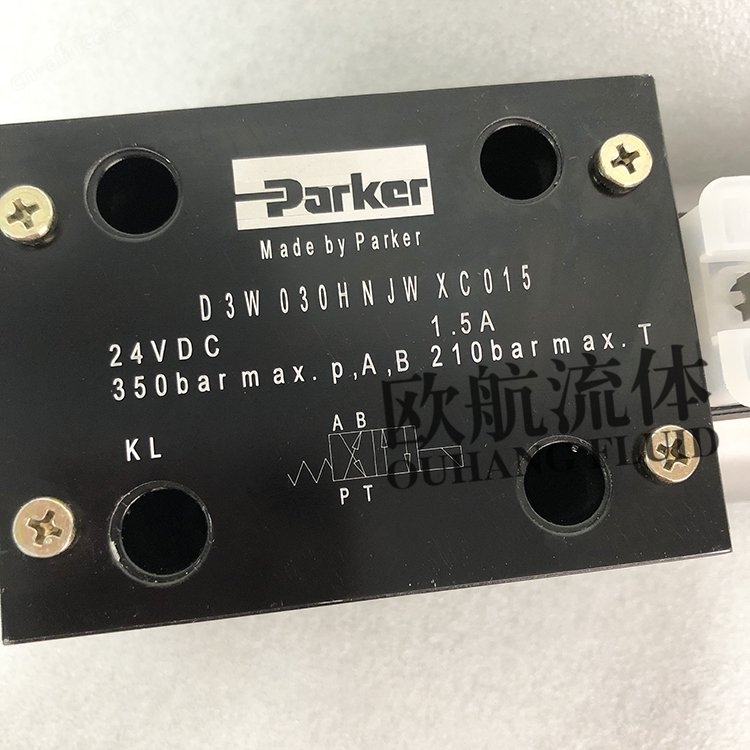 Parker
Made by Parker
D3W 030HNJW XC015
24VDC 1.5A
350bar max. p,A,B 210bar max. T
欧航流体
OUHANG FLUID
KL
A B
P T